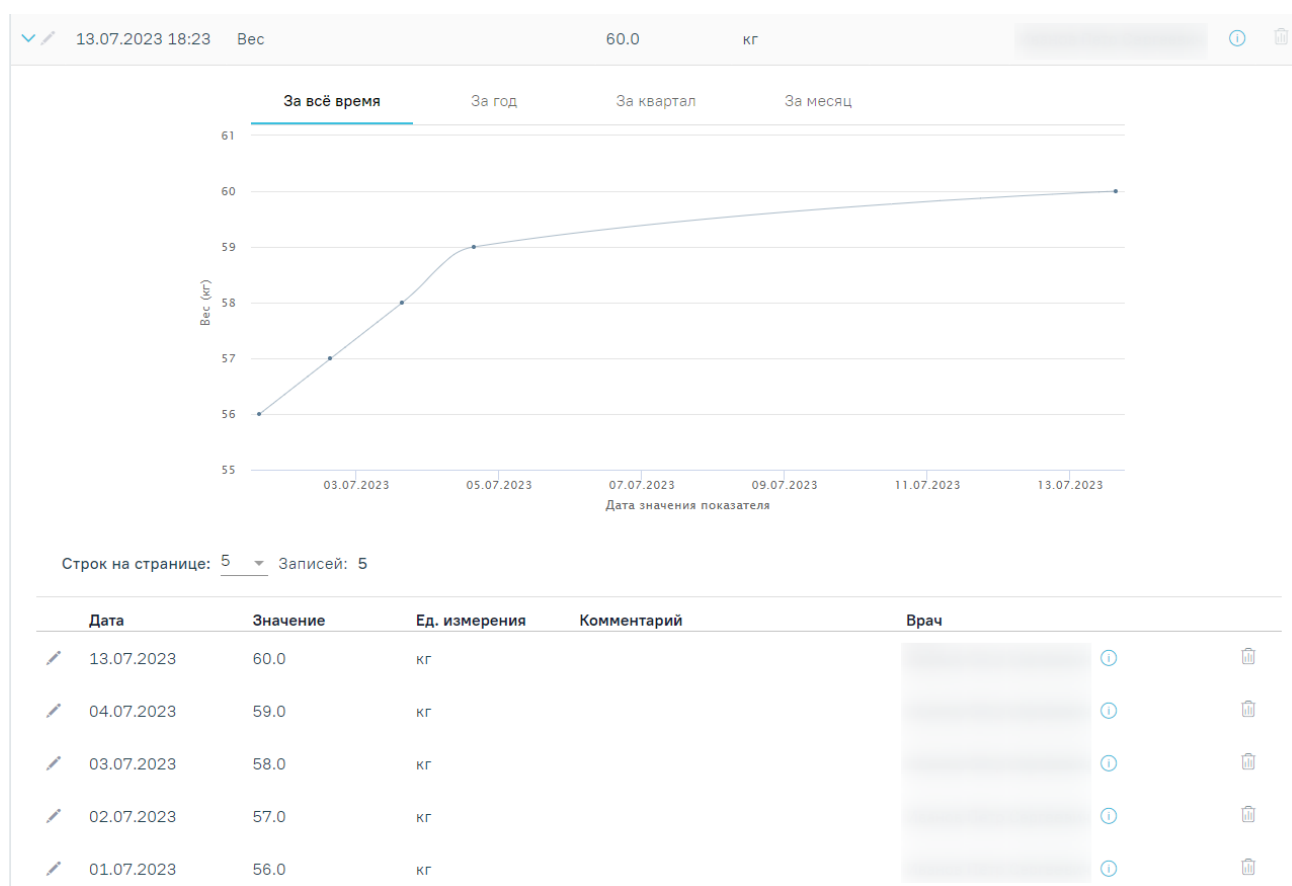 13.07.2023 18:23 Вес 60.0 кг
За всё время За год За квартал За месяц
61
60
59
58
57
56
55
Вес (кг)
03.07.2023 05.07.2023 07.07.2023 09.07.2023 11.07.2023 13.07.2023
Дата значения показателя
Строк на странице: 5 Записей: 5
Дата Значение Ед. измерения Комментарий Врач
13.07.2023 60.0 кг
04.07.2023 59.0 кг
03.07.2023 58.0 кг
02.07.2023 57.0 кг
01.07.2023 56.0 кг